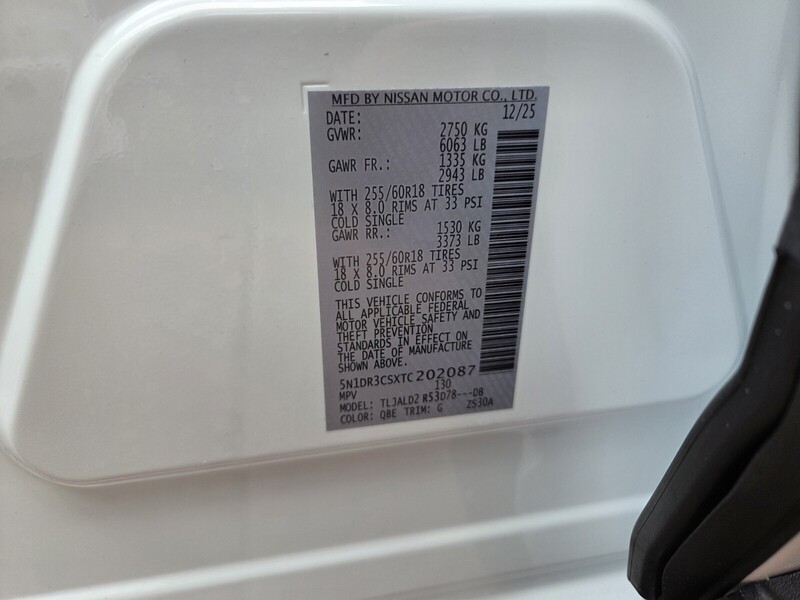 MFD BY NISSAN MOTOR CO., LTD.
DATE: 12/25
GVWR: 2750 KG
6063 LB
GAWR FR.: 1335 KG
2943 LB
WITH 255/60R18 TIRES
18 X 8.0 RIMS AT 33 PSI
COLD SINGLE
GAWR RR.: 1530 KG
3373 LB
WITH 255/60R18 TIRES
18 X 8.0 RIMS AT 33 PSI
COLD SINGLE
THIS VEHICLE CONFORMS TO
ALL APPLICABLE FEDERAL
MOTOR VEHICLE SAFETY AND
THEFT PREVENTION
STANDARDS IN EFFECT ON
THE DATE OF MANUFACTURE
SHOWN ABOVE.
5N1DR3CSXTC202087
MPV 130
MODEL: TLJALD2 R53D78---DB
COLOR: QBE TRIM: G ZS30A